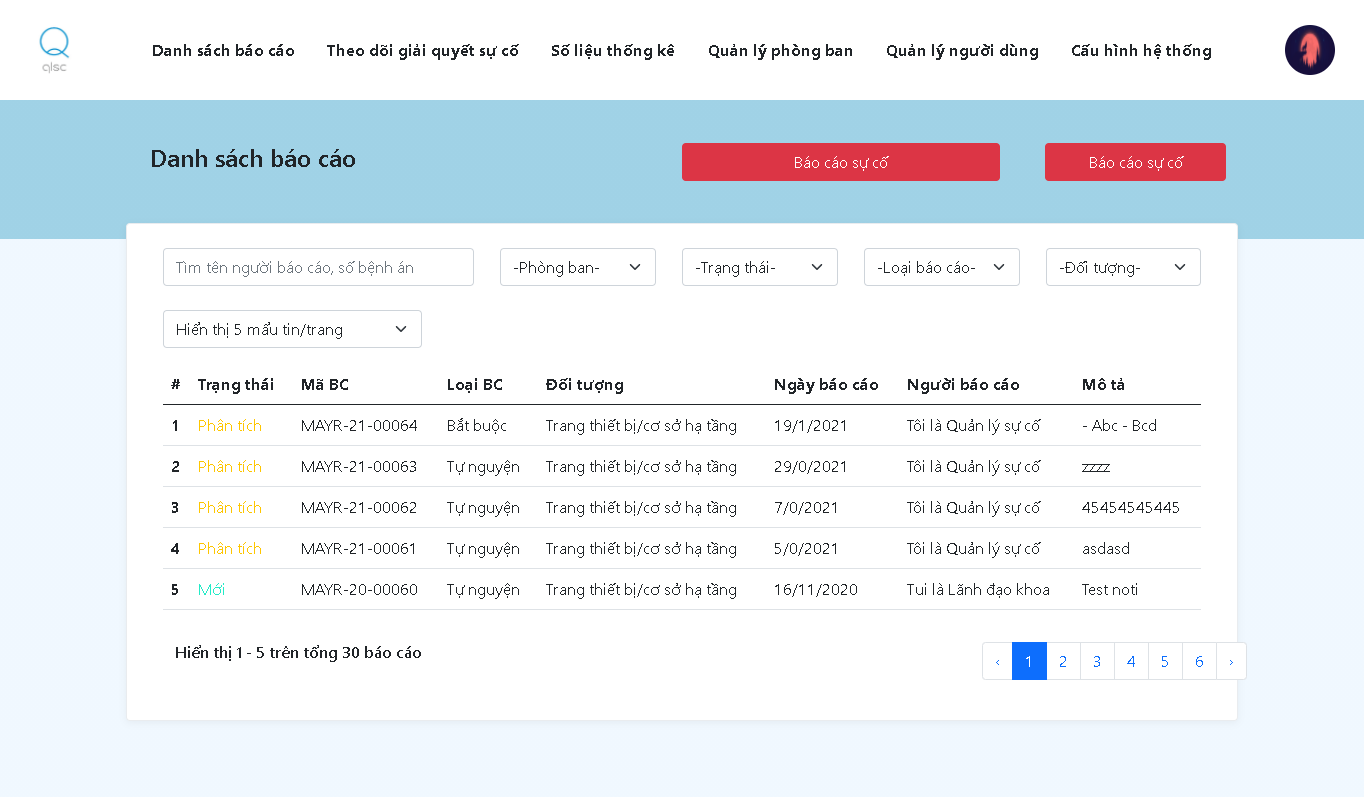 qlsc
Danh sách báo cáo Theo dõi giải quyết sự cố Số liệu thống kê Quản lý phòng ban Quản lý người dùng Cấu hình hệ thống
Danh sách báo cáo
Báo cáo sự cố Báo cáo sự cố
Tìm tên người báo cáo, số bệnh án -Phòng ban- -Trạng thái- -Loại báo cáo- -Đối tượng-
Hiển thị 5 mẩu tin/trang
# Trạng thái Mã BC Loại BC Đối tượng Ngày báo cáo Người báo cáo Mô tả
1 Phân tích MAYR-21-00064 Bắt buộc Trang thiết bị/cơ sở hạ tầng 19/1/2021 Tôi là Quản lý sự cố - Abc - Bcd
2 Phân tích MAYR-21-00063 Tự nguyện Trang thiết bị/cơ sở hạ tầng 29/0/2021 Tôi là Quản lý sự cố zzzz
3 Phân tích MAYR-21-00062 Tự nguyện Trang thiết bị/cơ sở hạ tầng 7/0/2021 Tôi là Quản lý sự cố 45454545445
4 Phân tích MAYR-21-00061 Tự nguyện Trang thiết bị/cơ sở hạ tầng 5/0/2021 Tôi là Quản lý sự cố asdasd
5 Mới MAYR-20-00060 Tự nguyện Trang thiết bị/cơ sở hạ tầng 16/11/2020 Tui là Lãnh đạo khoa Test noti
Hiển thị 1 - 5 trên tổng 30 báo cáo ‹ 1 2 3 4 5 6 ›